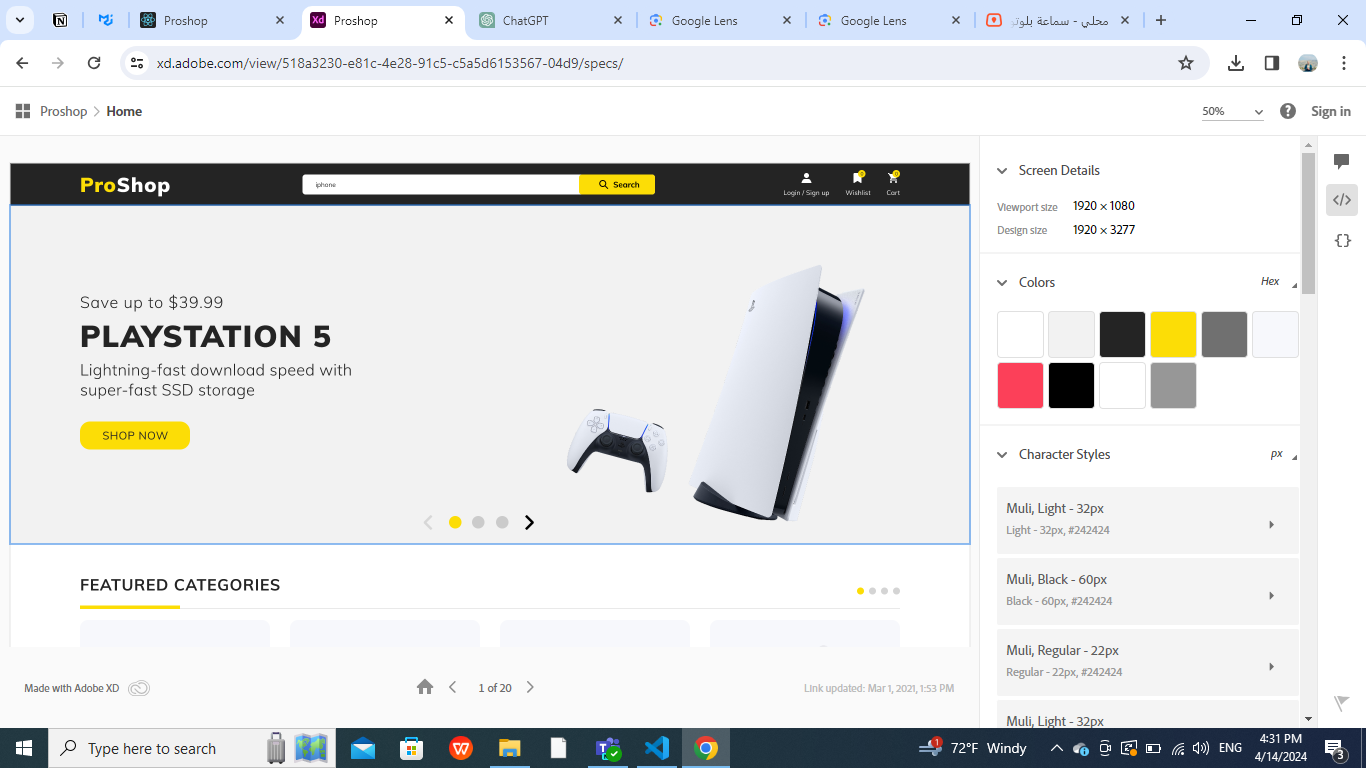 Proshop
Proshop
ChatGPT
Google Lens
Google Lens
محلي - سماعة بلوتو
xd.adobe.com/view/518a3230-e81c-4e28-91c5-c5a5d6153567-04d9/specs/
Proshop
Home
50%
Sign in
ProShop
iphone
Search
Login / Sign up
Wishlist
Cart
Save up to $39.99
PLAYSTATION 5
Lightning-fast download speed with
super-fast SSD storage
SHOP NOW
FEATURED CATEGORIES
Made with Adobe XD
1 of 20
Link updated: Mar 1, 2021, 1:53 PM
Screen Details
Viewport size 1920 × 1080
Design size 1920 × 3277
Colors
Hex
Character Styles
px
Muli, Light - 32px
Light - 32px, #242424
Muli, Black - 60px
Black - 60px, #242424
Muli, Regular - 22px
Regular - 22px, #242424
Muli, Light - 32px
Type here to search
1
72°F Windy
ENG
4:31 PM
4/14/2024
3